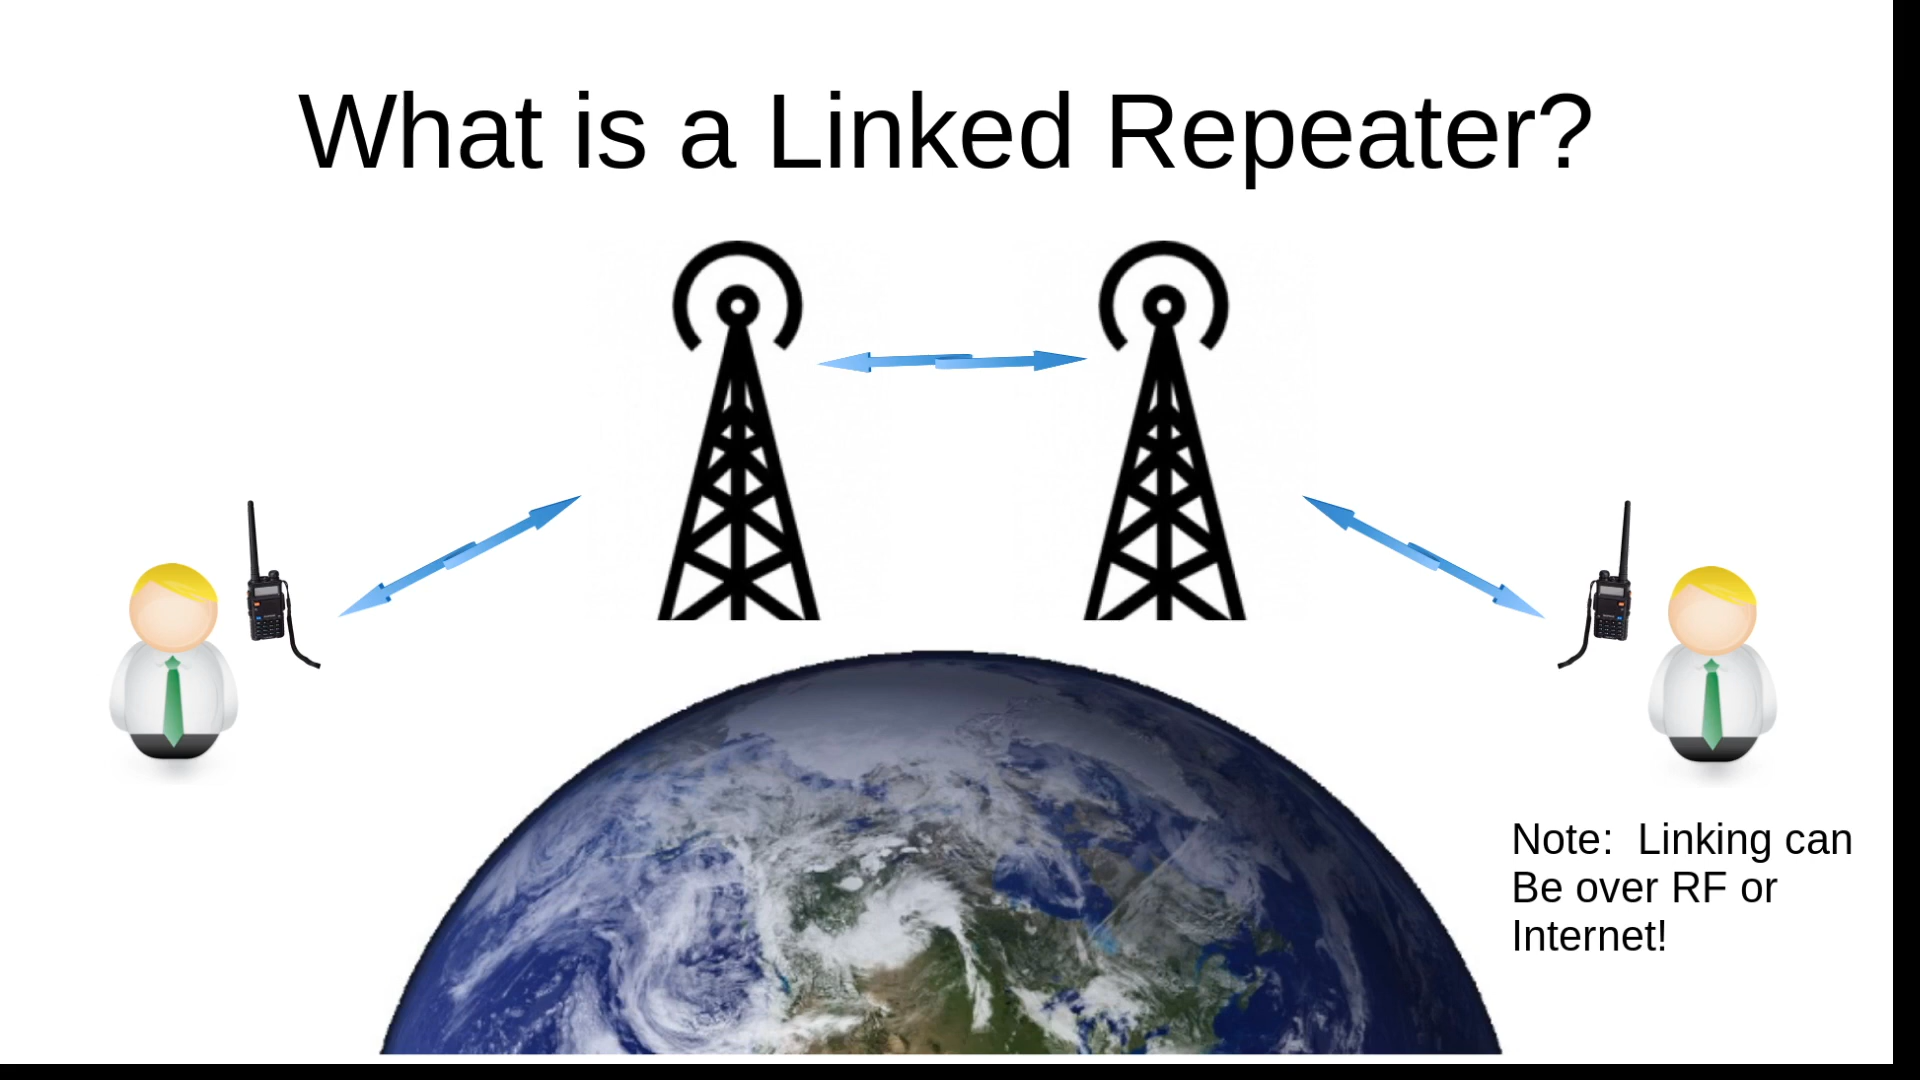 What is a Linked Repeater?
Note:  Linking can
Be over RF or
Internet!